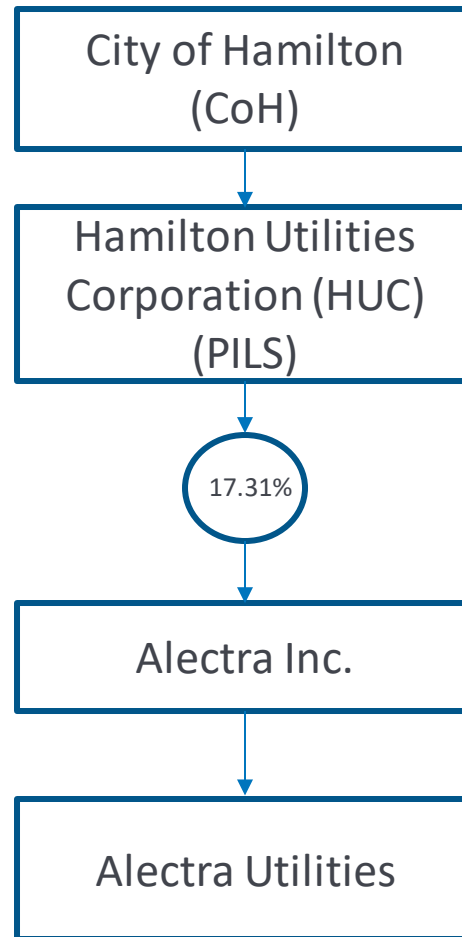 City of Hamilton
(CoH)
Hamilton Utilities
Corporation (HUC)
(PILS)
17.31%
Alectra Inc.
Alectra Utilities